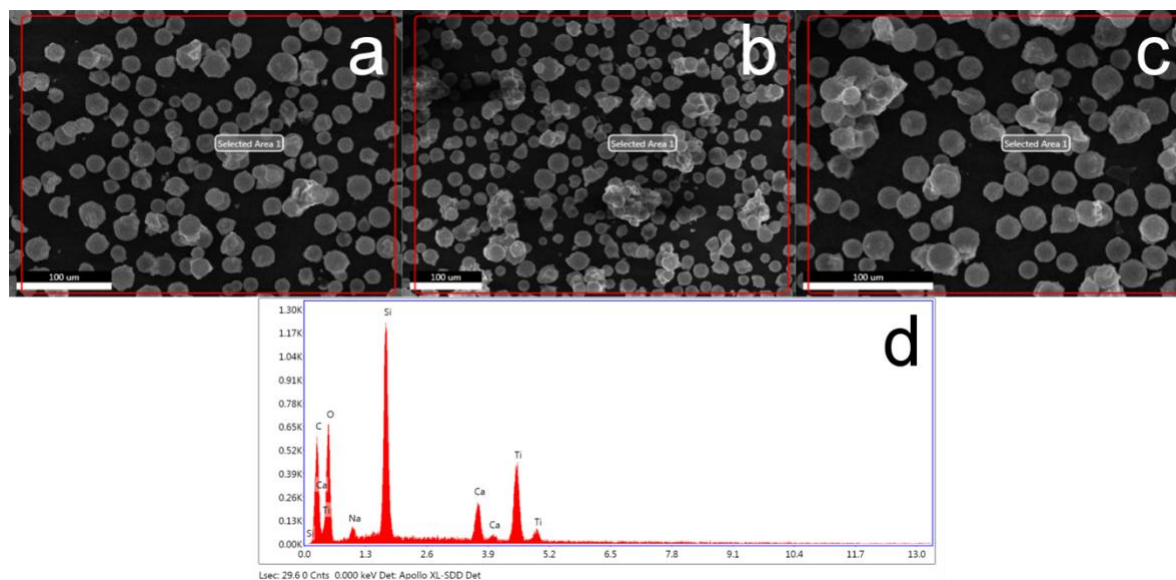 a
b
c
Selected Area 1
Selected Area 1
Selected Area 1
100 um
100 um
100 um
d
1.30K
1.17K
1.04K
0.91K
0.78K
0.65K
0.52K
0.39K
0.26K
0.13K
0.00K
Si
C
O
Ca
Ti
Si
Na
Ca
Ca
Ti
Ti
0.0 1.3 2.6 3.9 5.2 6.5 7.8 9.1 10.4 11.7 13.0
Lsec: 29.6 0 Cnts 0.000 keV Det: Apollo XL-SDD Det